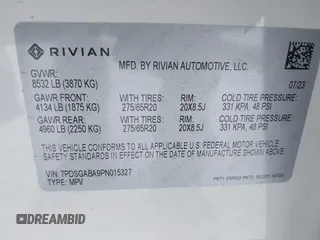 RIVIAN
MFD. BY RIVIAN AUTOMOTIVE, LLC.
07/23
GVWR:
8532 LB (3870 KG)
GAWR FRONT: TIRES: RIM: COLD TIRE PRESSURE:
4134 LB (1875 KG) 275/65R20 20X8.5J 331 KPA, 48 PSI
GAWR REAR: TIRES: RIM: COLD TIRE PRESSURE:
4960 LB (2250 KG) 275/65R20 20X8.5J 331 KPA, 48 PSI
THIS VEHICLE CONFORMS TO ALL APPLICABLE U.S. FEDERAL MOTOR VEHICLE
SAFETY STANDARDS IN EFFECT ON THE DATE OF MANUFACTURE SHOWN ABOVE.
VIN: 7PDSGABA9PN015327
TYPE: MPV
DREAMBID